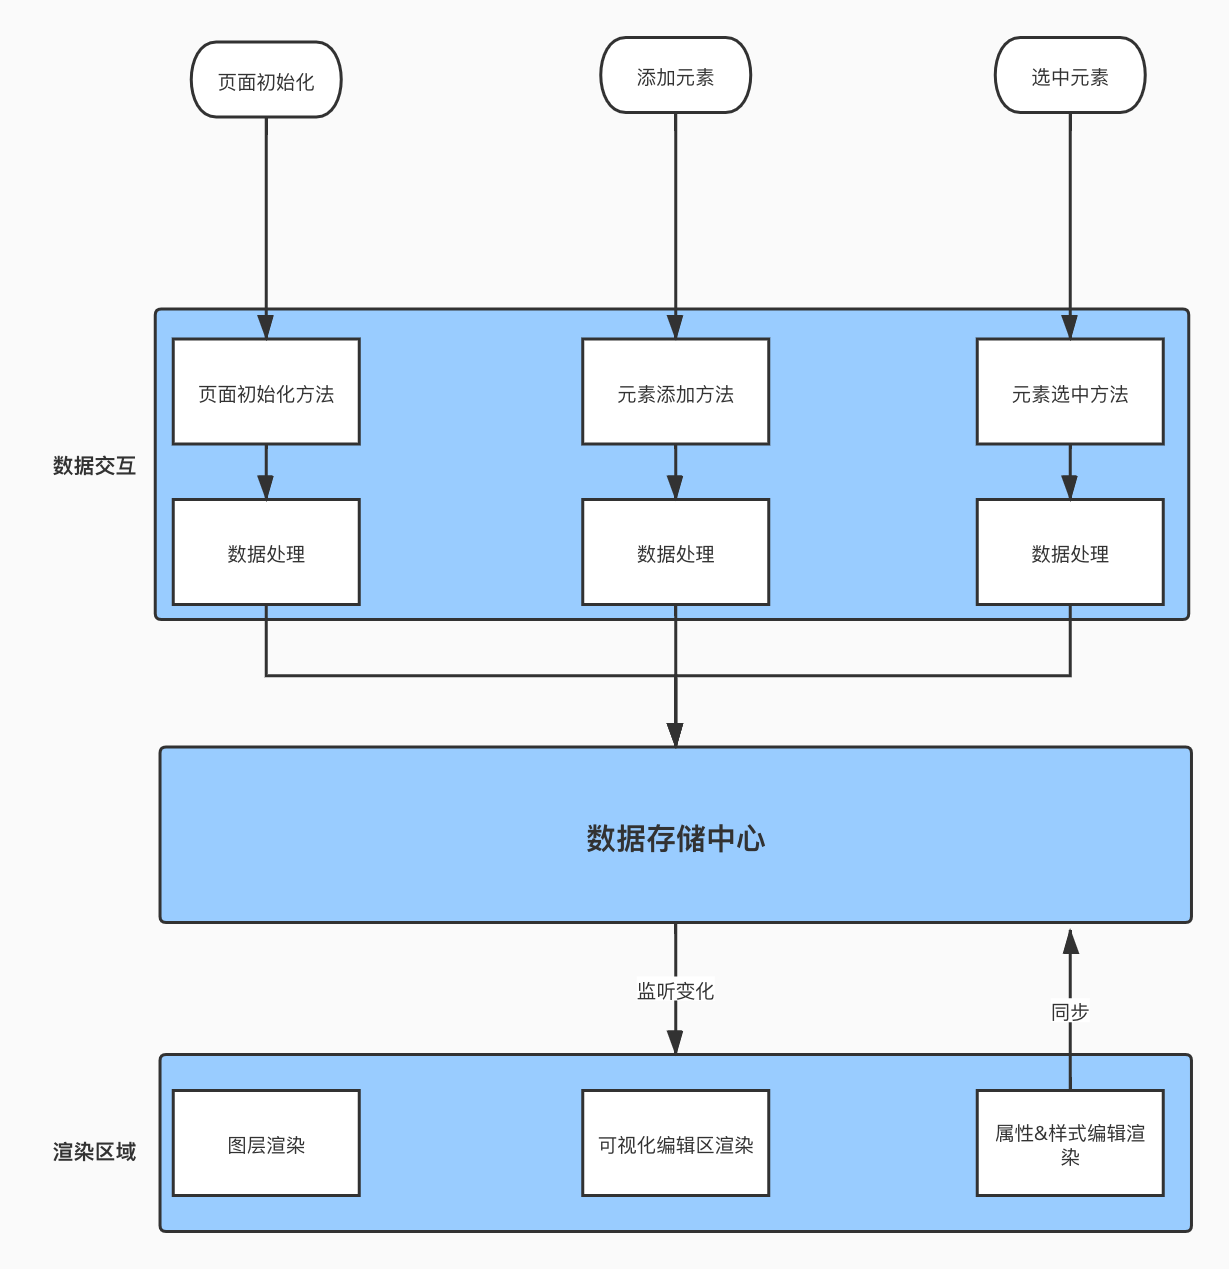 页面初始化
添加元素
选中元素
页面初始化方法
元素添加方法
元素选中方法
数据交互
数据处理
数据处理
数据处理
数据存储中心
监听变化
同步
图层渲染
可视化编辑区渲染
属性&样式编辑渲
染
渲染区域